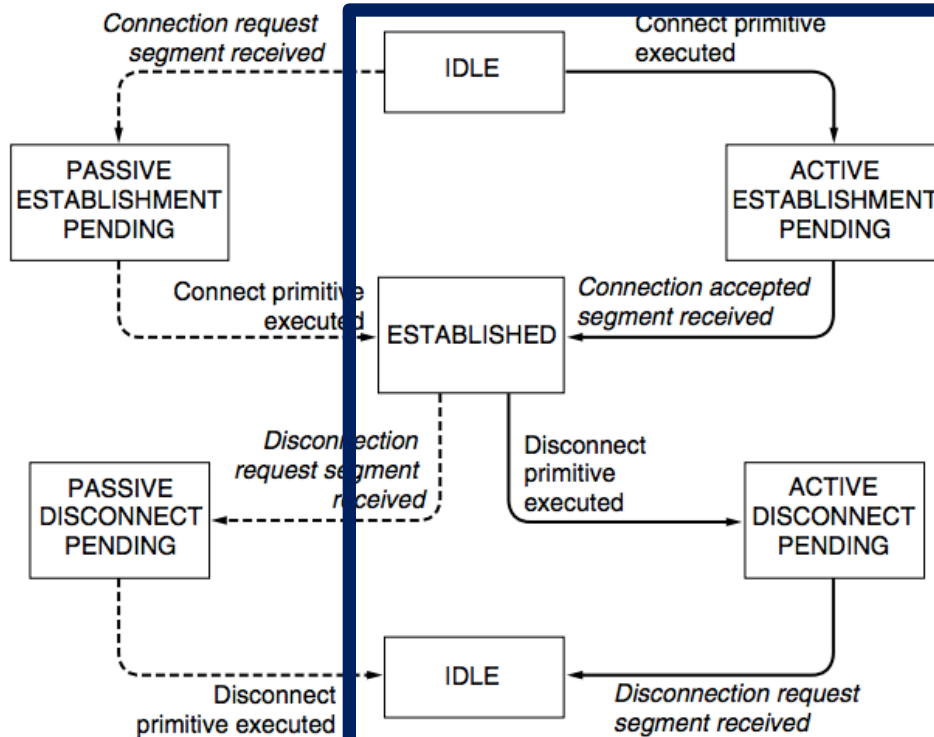 Connection request
segment received
IDLE
Connect primitive
executed
PASSIVE
ESTABLISHMENT
PENDING
ACTIVE
ESTABLISHMENT
PENDING
Connect primitive
executed
ESTABLISHED
Connection accepted
segment received
Disconnection
request segment
received
Disconnect
primitive
executed
PASSIVE
DISCONNECT
PENDING
ACTIVE
DISCONNECT
PENDING
IDLE
Disconnect
primitive executed
Disconnection request
segment received